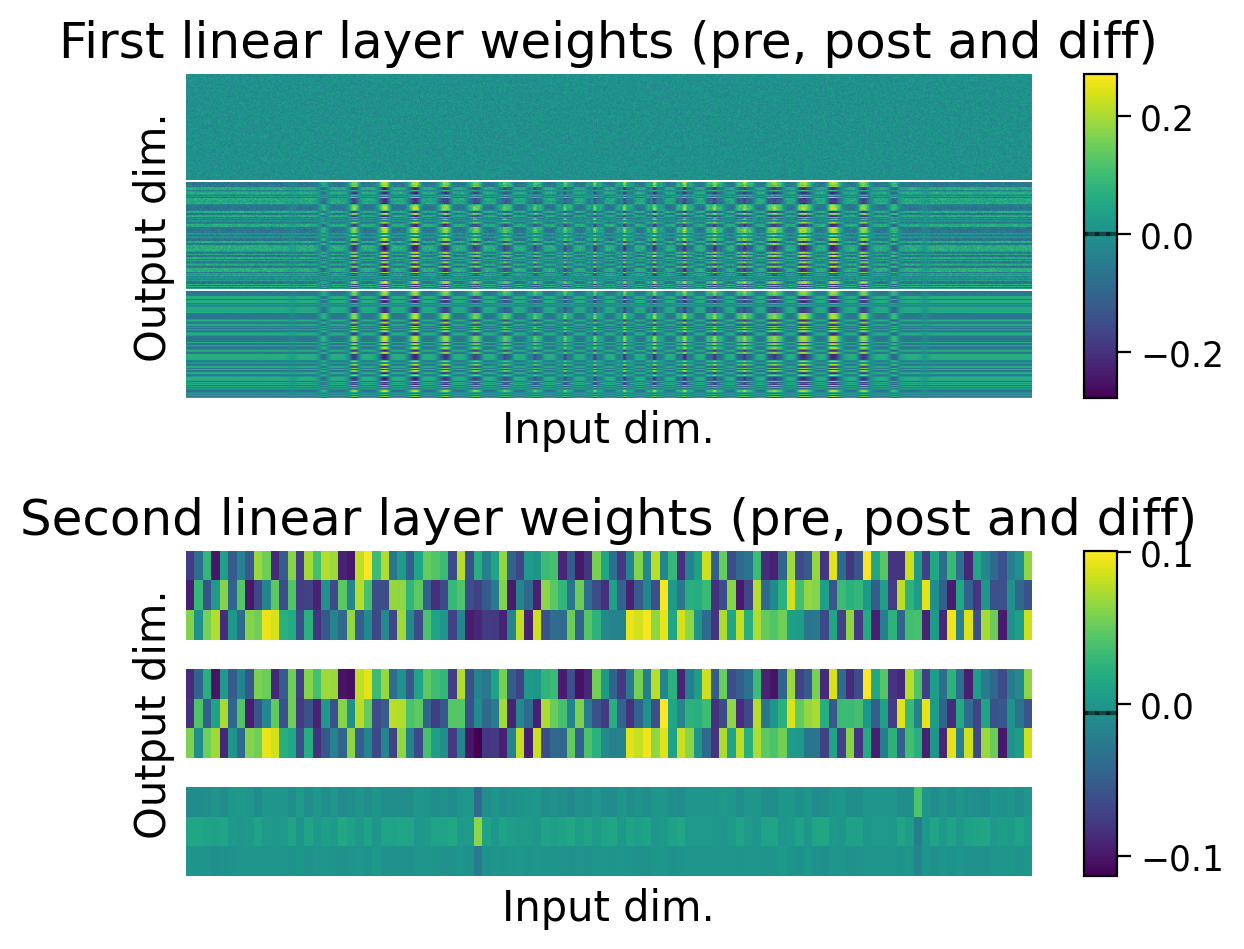 First linear layer weights (pre, post and diff)
Output dim.
0.2
0.0
−0.2
Input dim.
Second linear layer weights (pre, post and diff)
Output dim.
0.1
0.0
−0.1
Input dim.